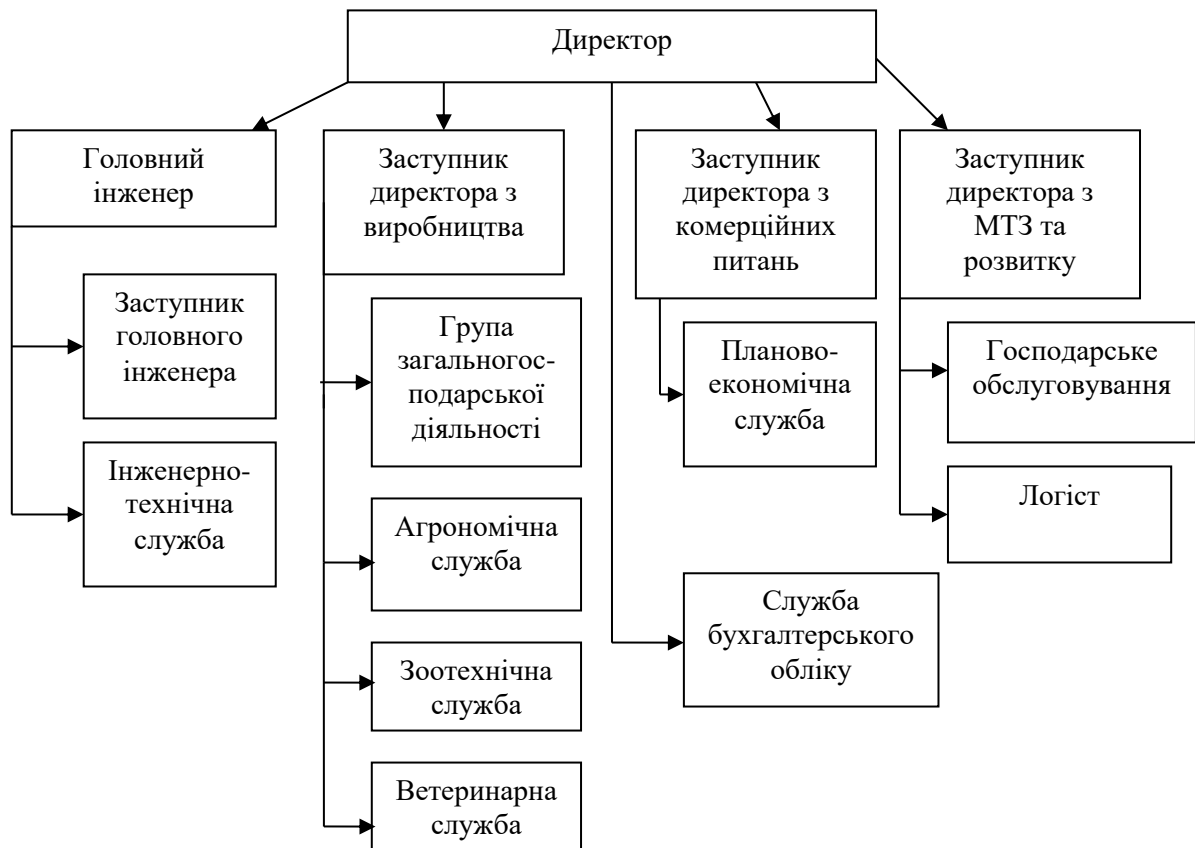 Директор
Головний
інженер
Заступник
директора з
виробництва
Заступник
директора з
комерційних
питань
Заступник
директора з
МТЗ та
розвитку
Заступник
головного
інженера
Група
загальногос-
подарської
діяльності
Планово-
економічна
служба
Господарське
обслуговування
Інженерно-
технічна
служба
Агрономічна
служба
Логіст
Служба
бухгалтерського
обліку
Зоотехнічна
служба
Ветеринарна
служба